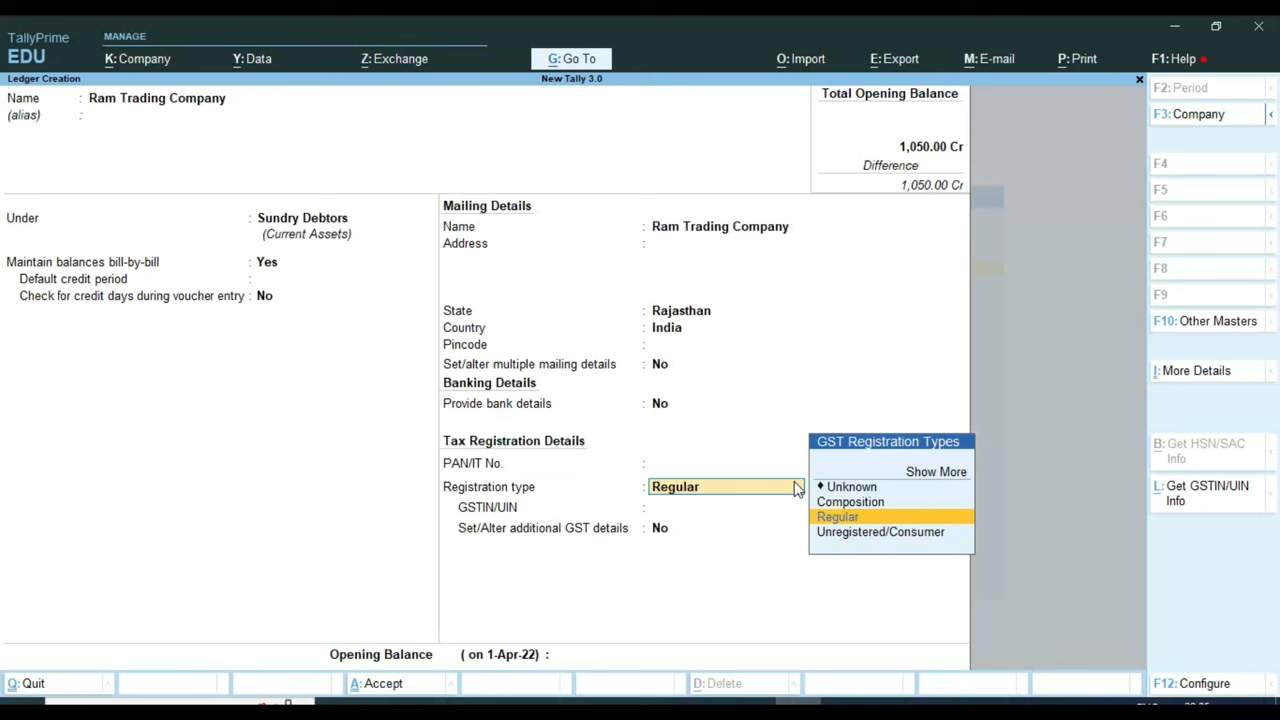 TallyPrime
EDU
MANAGE
K: Company
Y: Data
Z: Exchange
G: Go To
O: Import
E: Export
M: E-mail
P: Print
F1: Help
Ledger Creation
New Tally 3.0
×
Name : Ram Trading Company
(alias) :
Total Opening Balance
1,050.00 Cr
Difference
1,050.00 Cr
Under : Sundry Debtors
(Current Assets)
Maintain balances bill-by-bill : Yes
Default credit period :
Check for credit days during voucher entry : No
Mailing Details
Name : Ram Trading Company
Address :
State : Rajasthan
Country : India
Pincode :
Set/alter multiple mailing details : No
Banking Details
Provide bank details : No
Tax Registration Details
PAN/IT No. :
Registration type : Regular
GSTIN/UIN :
Set/Alter additional GST details : No
GST Registration Types
Show More
♦ Unknown
Composition
Regular
Unregistered/Consumer
Opening Balance ( on 1-Apr-22) :
F2: Period
F3: Company
F4
F5
F6
F7
F8
F9
F10: Other Masters
I: More Details
B: Get HSN/SAC
Info
L: Get GSTIN/UIN
Info
Q: Quit
A: Accept
D: Delete
F12: Configure